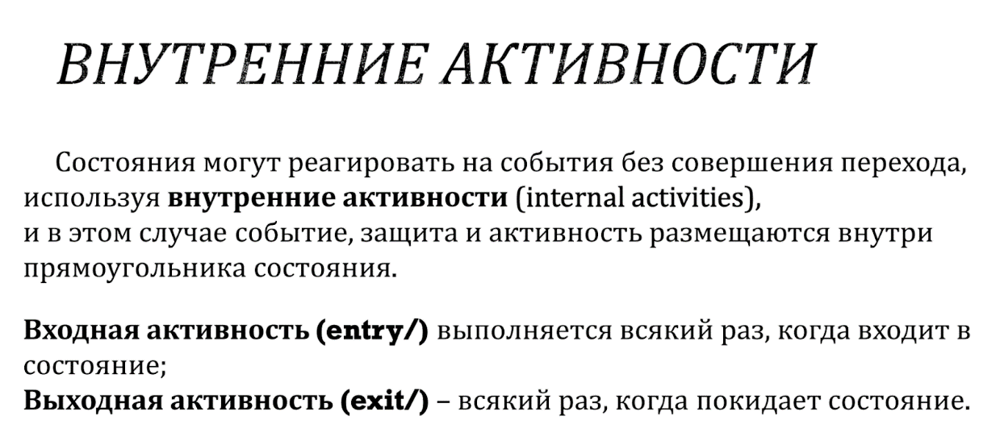 ВНУТРЕННИЕ АКТИВНОСТИ
Состояния могут реагировать на события без совершения перехода,
используя внутренние активности (internal activities),
и в этом случае событие, защита и активность размещаются внутри
прямоугольника состояния.
Входная активность (entry/) выполняется всякий раз, когда входит в
состояние;
Выходная активность (exit/) – всякий раз, когда покидает состояние.